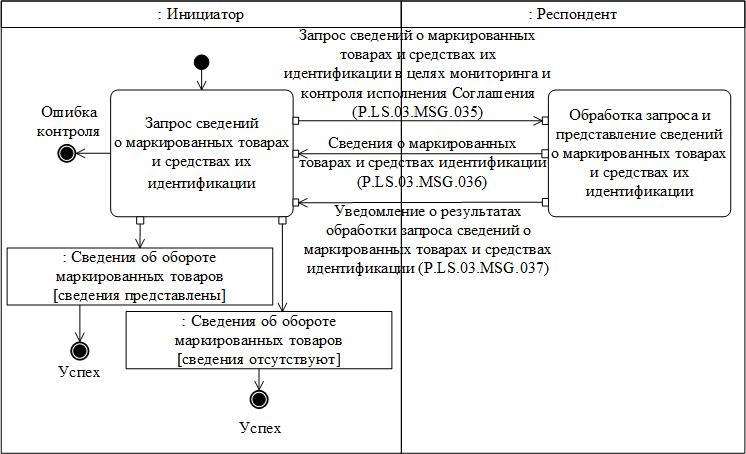 : Инициатор
: Респондент
Запрос сведений о маркированных
товарах и средствах их
идентификации в целях мониторинга и
контроля исполнения Соглашения
(P.LS.03.MSG.035)
Ошибка
контроля
Запрос сведений
о маркированных товарах
и средствах их
идентификации
Обработка запроса и
представление сведений
о маркированных товарах
и средствах их
идентификации
Сведения о маркированных
товарах и средствах идентификации
(P.LS.03.MSG.036)
Уведомление о результатах
обработки запроса сведений о
маркированных товарах и средствах
идентификации (P.LS.03.MSG.037)
: Сведения об обороте
маркированных товаров
[сведения представлены]
: Сведения об обороте
маркированных товаров
[сведения отсутствуют]
Успех
Успех